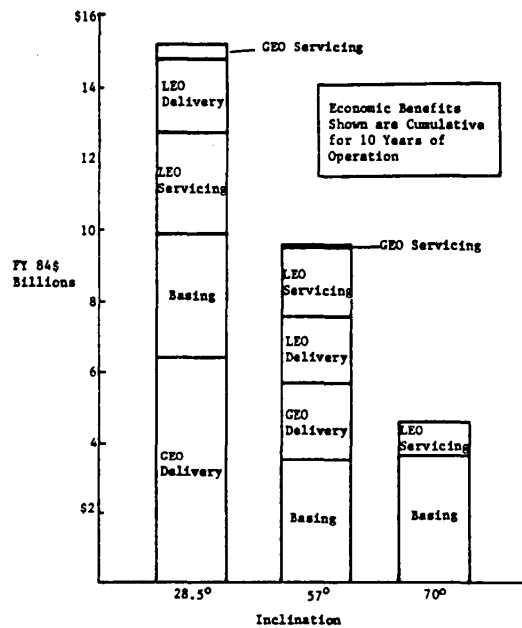 $16
GEO Servicing
14
LEO
Delivery
Economic Benefits
Shown are Cumulative
for 10 Years of
Operation
12
LEO
Servicing
10
GEO Servicing
FY 84$
Billions
LEO
Servicing
Basing
8
LEO
Delivery
6
GEO
Delivery
GEO
Delivery
4
LEO
Servicing
$2
Basing
Basing
28.5°
57°
70°
Inclination